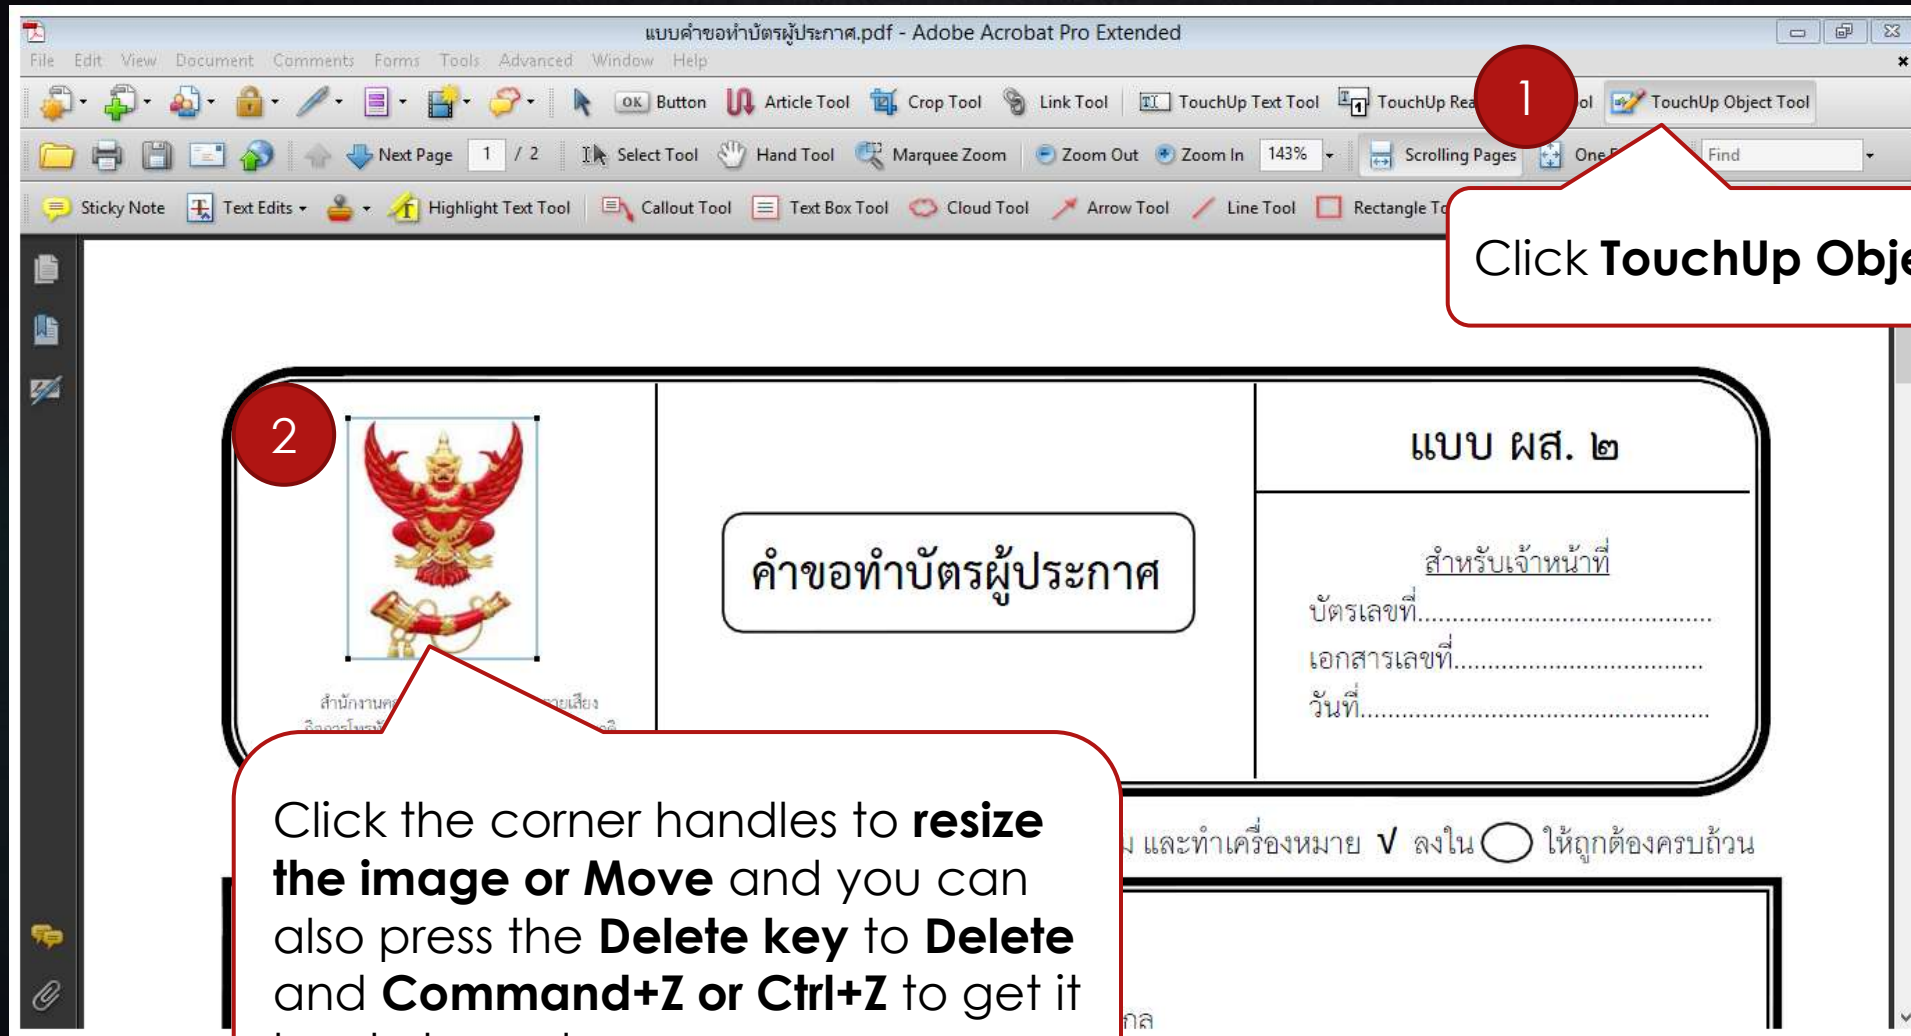 แบบคำขอทำบัตรผู้ประกาศ.pdf - Adobe Acrobat Pro Extended
File Edit View Document Comments Forms Tools Advanced Window Help
OK Button Article Tool Crop Tool Link Tool TouchUp Text Tool TouchUp 1 TouchUp Object Tool
Next Page 1 / 2 Select Tool Hand Tool Marquee Zoom Zoom Out Zoom In 143% Scrolling Pages One Find
Sticky Note Text Edits Highlight Text Tool Callout Tool Text Box Tool Cloud Tool Arrow Tool Line Tool Rectangle
Click TouchUp
2
แบบ ผส. ๒
คำขอทำบัตรผู้ประกาศ
สำหรับเจ้าหน้าที่
บัตรเลขที่..........................................
เอกสารเลขที่....................................
วันที่...................................................
Click the corner handles to resize
the image or Move and you can
also press the Delete key to Delete
and Command+Z or Ctrl+Z to get it
และทำเครื่องหมาย √ ลงใน ให้ถูกต้องครบถ้วน